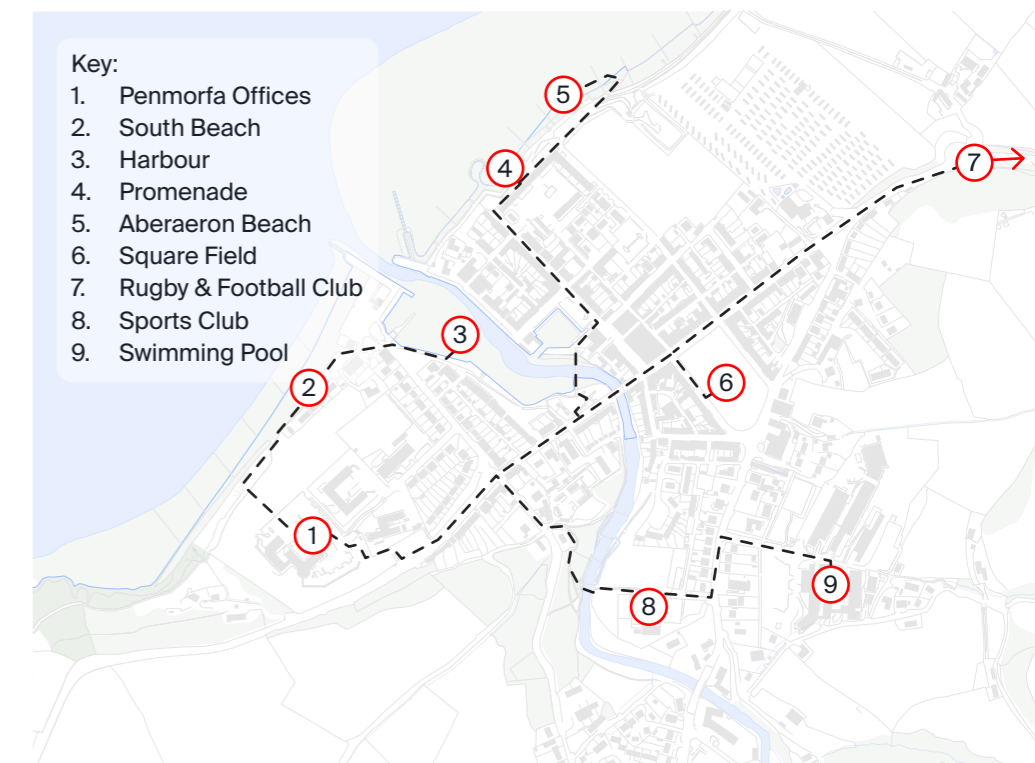 Key:
1. Penmorfa Offices
2. South Beach
3. Harbour
4. Promenade
5. Aberaeron Beach
6. Square Field
7. Rugby & Football Club
8. Sports Club
9. Swimming Pool
5
4
7
3
2
6
1
9
8